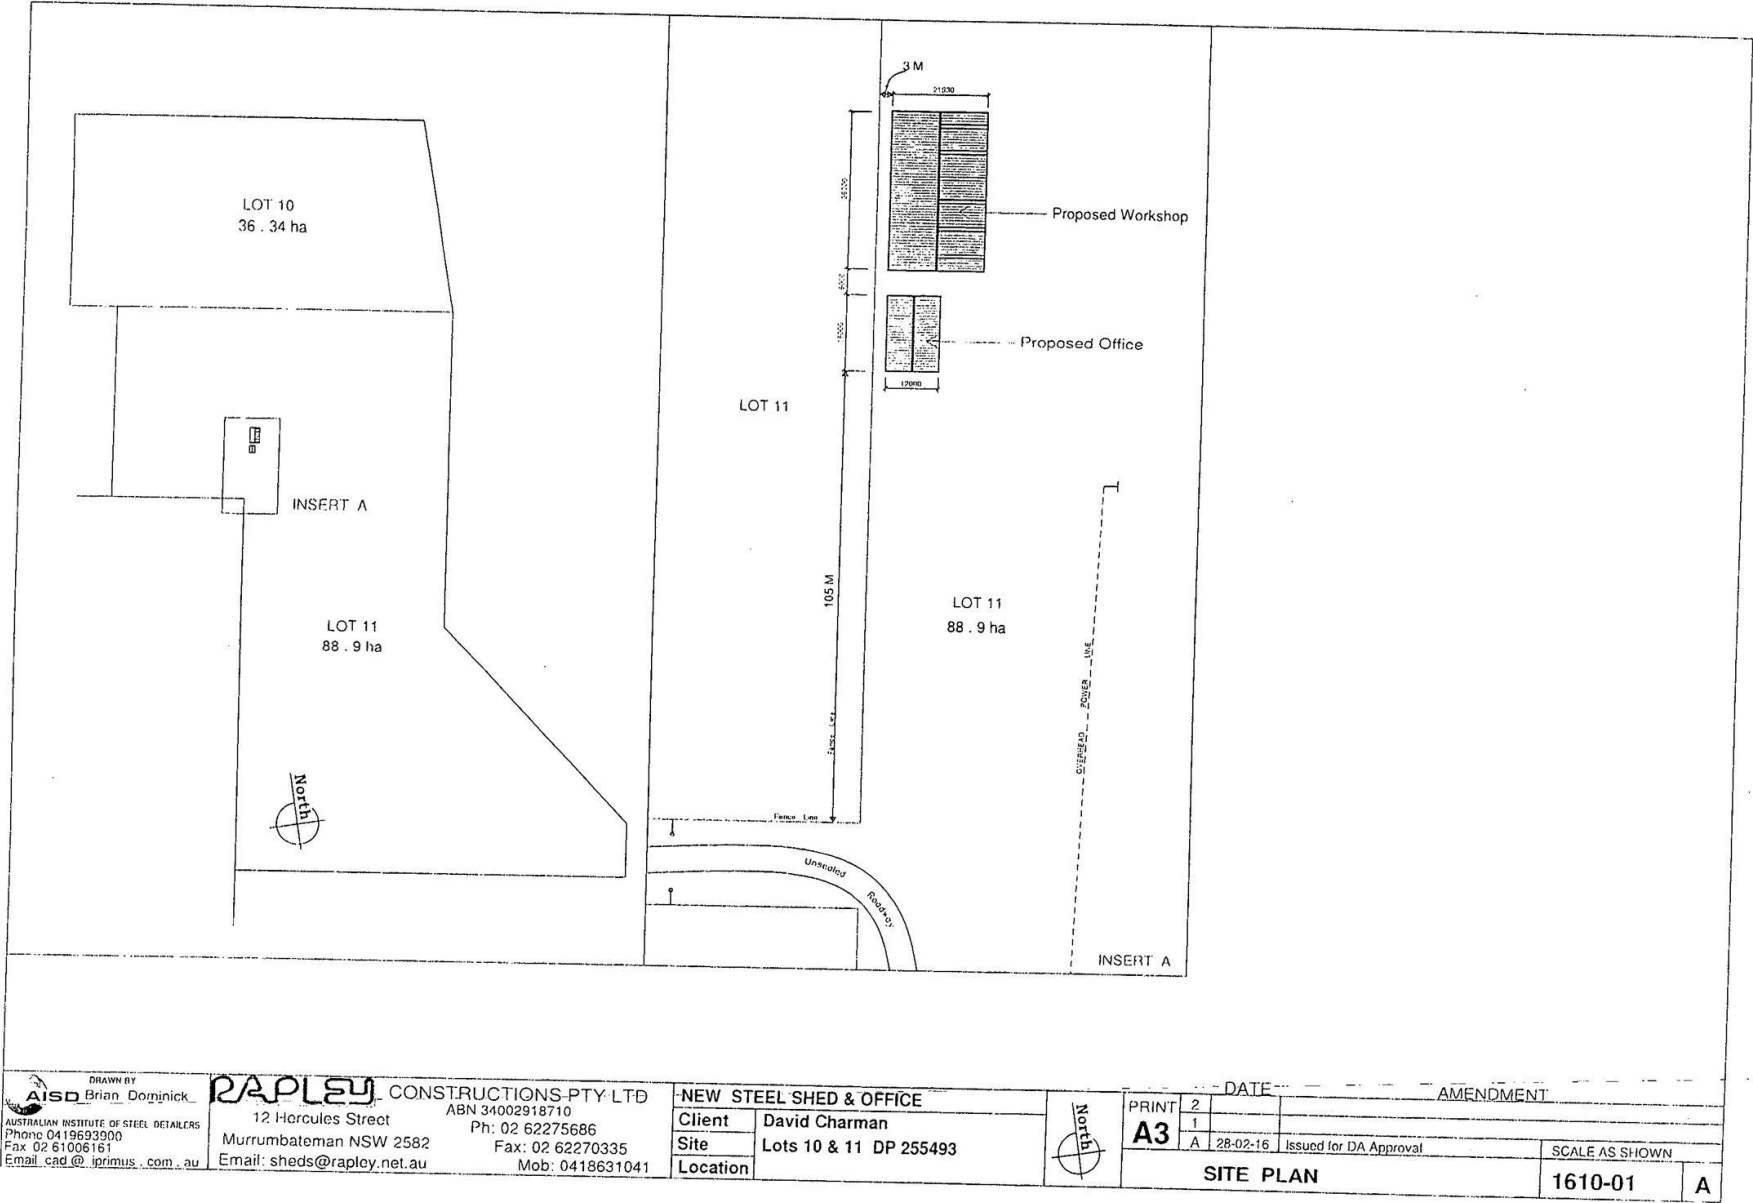 LOT 10
36 . 34 ha
INSERT A
LOT 11
88 . 9 ha
North
3 M
21930
Proposed Workshop
Proposed Office
12000
LOT 11
105 M
Fence Line
Fence Line
LOT 11
88 . 9 ha
OVERHEAD POWER LINE
Unsealed Roadway
INSERT A
DRAWN BY
AISD Brian Dominick
AUSTRALIAN INSTITUTE OF STEEL DETAILERS
Phone 0419693900
Fax 02 61006161
Email cad @ iprimus . com . au
RAPLEY CONSTRUCTIONS PTY LTD
ABN 34002918710
12 Hercules Street
Ph: 02 62275686
Murrumbateman NSW 2582
Fax: 02 62270335
Email: sheds@rapley.net.au
Mob: 0418631041
NEW STEEL SHED & OFFICE
Client David Charman
Site Lots 10 & 11 DP 255493
Location
North
DATE AMENDMENT
PRINT 2
A3 1
A 28-02-16 Issued for DA Approval
SCALE AS SHOWN
SITE PLAN
1610-01 A